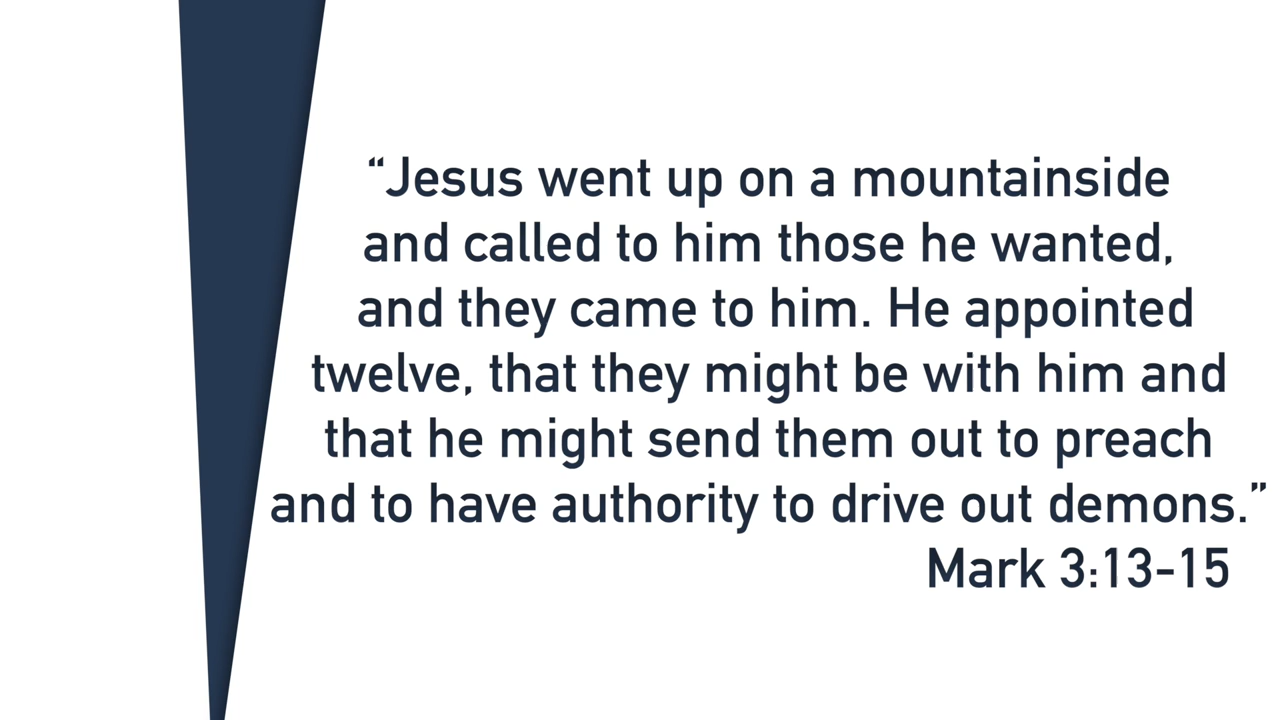 “Jesus went up on a mountainside
and called to him those he wanted,
and they came to him. He appointed
twelve, that they might be with him and
that he might send them out to preach
and to have authority to drive out demons.”
Mark 3:13-15